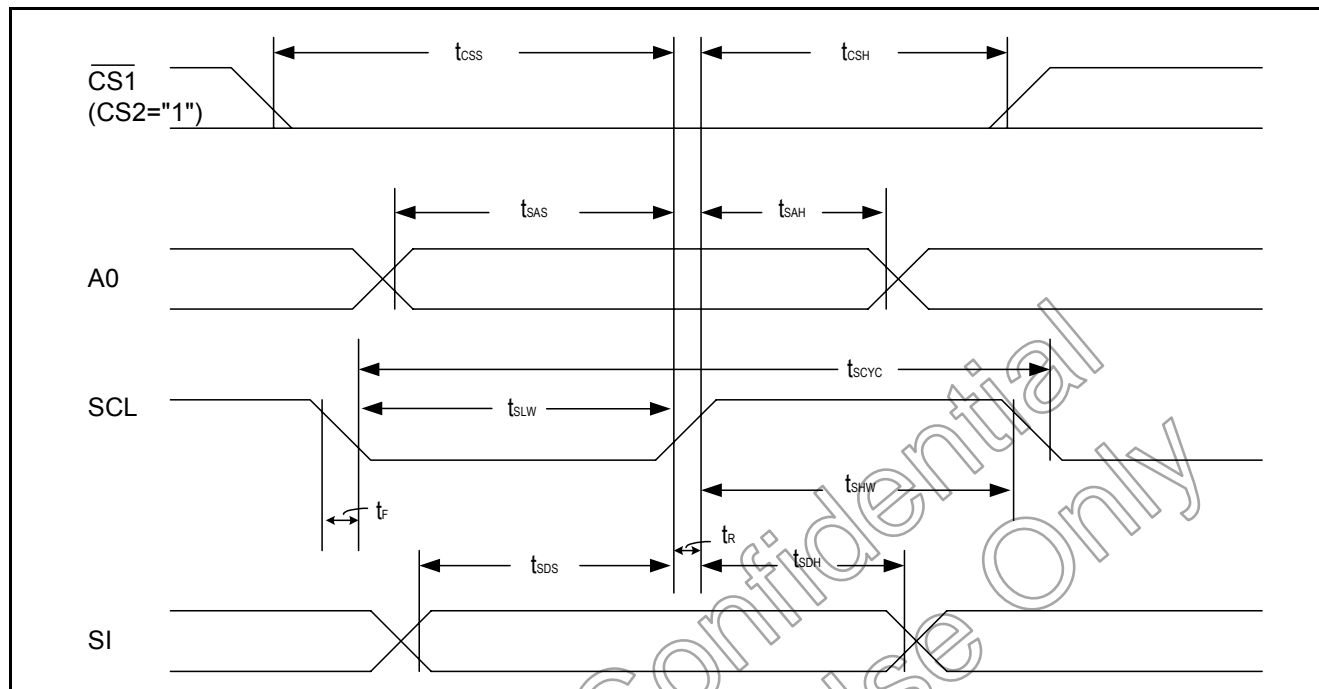 tCSS
tCSH
CS1
(CS2="1")
tSAS
tSAH
A0
tSCYC
SCL
tSLW
tSHW
tF
tR
tSDS
tSDH
SI
Confidential
Use Only